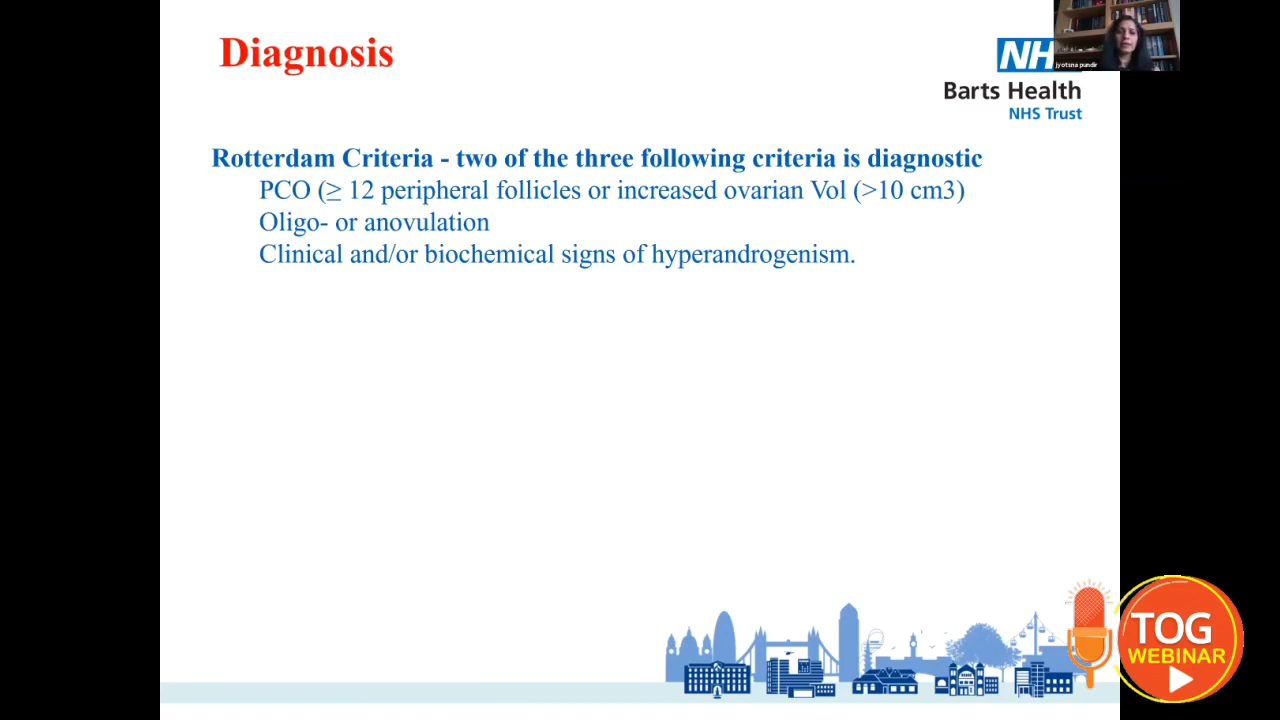 Diagnosis
NH
jyotsna pundir
Barts Health
NHS Trust
Rotterdam Criteria - two of the three following criteria is diagnostic
PCO (≥ 12 peripheral follicles or increased ovarian Vol (>10 cm3)
Oligo- or anovulation
Clinical and/or biochemical signs of hyperandrogenism.
TOG
WEBINAR